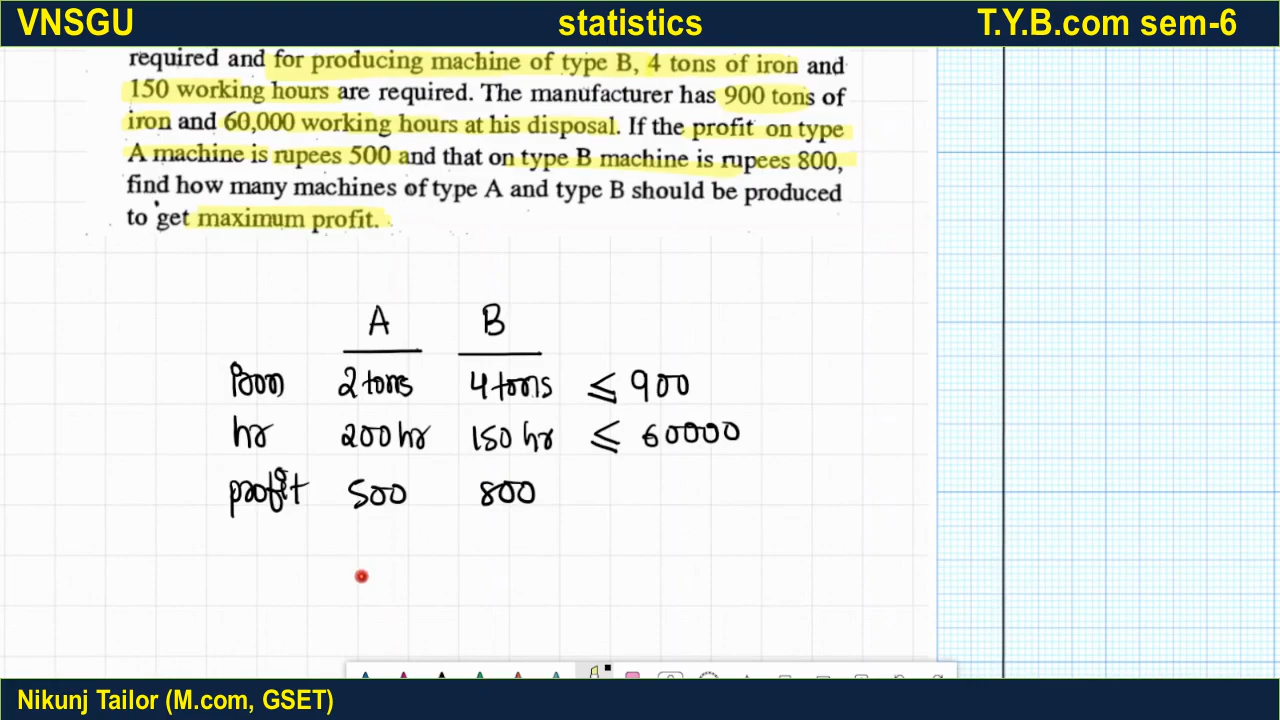 VNSGU statistics T.Y.B.com sem-6
required and for producing machine of type B, 4 tons of iron and
150 working hours are required. The manufacturer has 900 tons of
iron and 60,000 working hours at his disposal. If the profit on type
A machine is rupees 500 and that on type B machine is rupees 800,
find how many machines of type A and type B should be produced
to get maximum profit.
A B
2 tons 4 tons ≤ 900
hr 200 hr 150 hr ≤ 60000
profit 500 800
Nikunj Tailor (M.com, GSET)